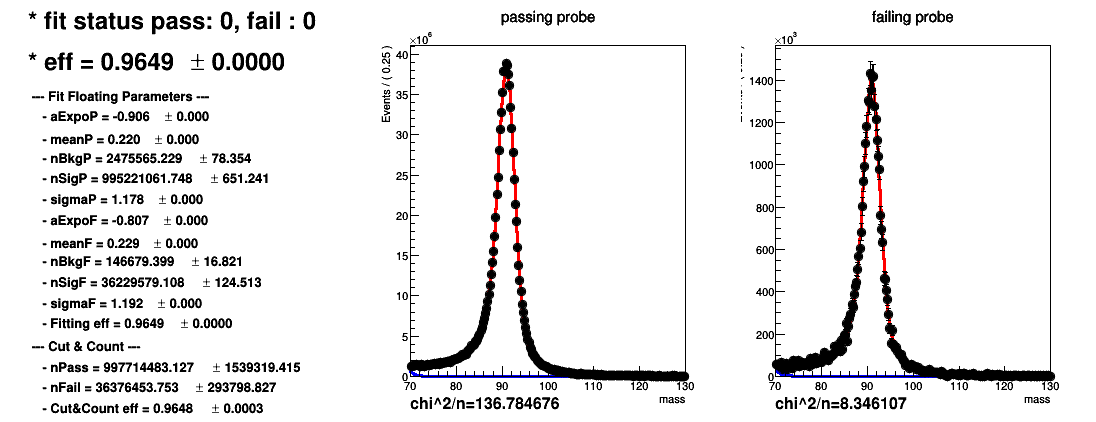 * fit status pass: 0, fail : 0
* eff = 0.9649 ± 0.0000
--- Fit Floating Parameters ---
- aExpoP = -0.906 ± 0.000
- meanP = 0.220 ± 0.000
- nBkgP = 2475565.229 ± 78.354
- nSigP = 995221061.748 ± 651.241
- sigmaP = 1.178 ± 0.000
- aExpoF = -0.807 ± 0.000
- meanF = 0.229 ± 0.000
- nBkgF = 146679.399 ± 16.821
- nSigF = 36229579.108 ± 124.513
- sigmaF = 1.192 ± 0.000
- Fitting eff = 0.9649 ± 0.0000
--- Cut & Count ---
- nPass = 997714483.127 ± 1539319.415
- nFail = 36376453.753 ± 293798.827
- Cut&Count eff = 0.9648 ± 0.0003
passing probe
×10⁶
Events / ( 0.25 )
40
35
30
25
20
15
10
5
0
70 80 90 100 110 120 130
mass
chi^2/n=136.784676
failing probe
×10³
1400
1200
1000
800
600
400
200
0
70 80 90 100 110 120 130
mass
chi^2/n=8.346107